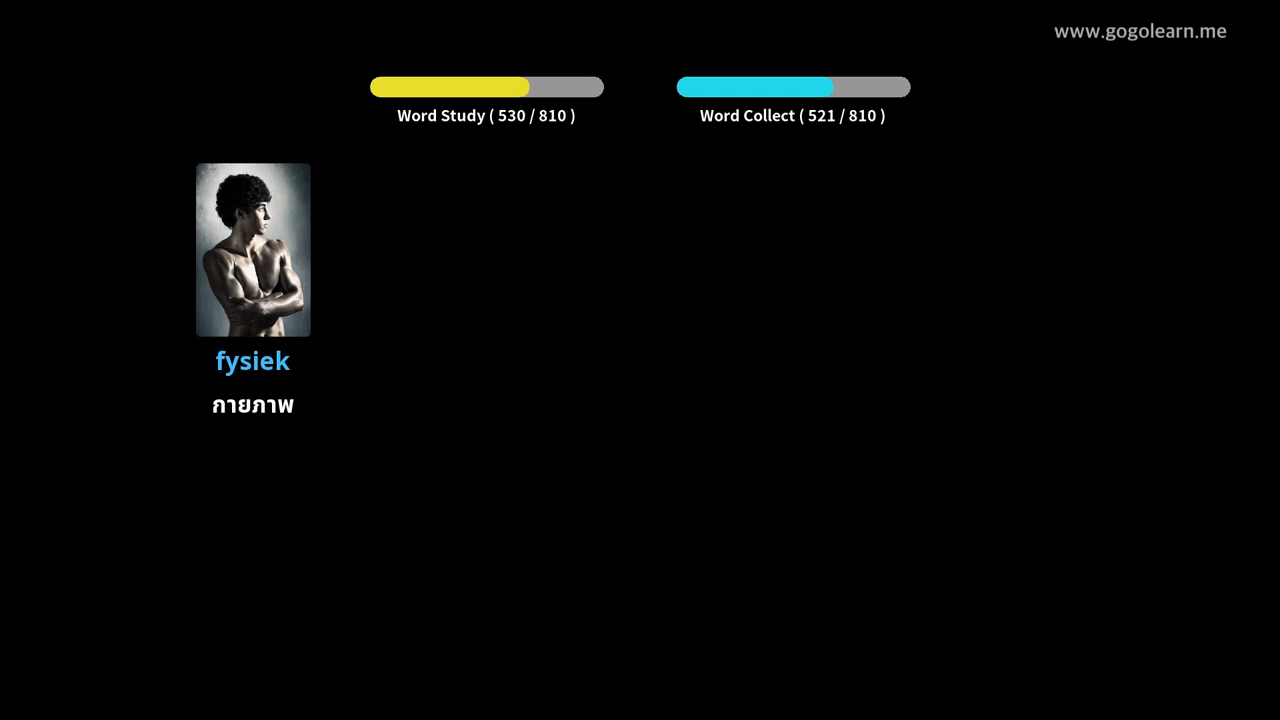 www.gogolearn.me
Word Study ( 530 / 810 )
Word Collect ( 521 / 810 )
fysiek
กายภาพ